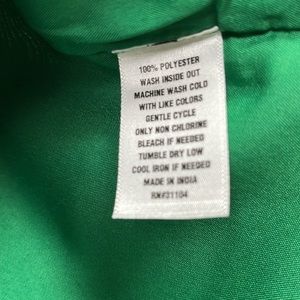 100% POLYESTER
WASH INSIDE OUT
MACHINE WASH COLD
WITH LIKE COLORS
GENTLE CYCLE
ONLY NON CHLORINE
BLEACH IF NEEDED
TUMBLE DRY LOW
COOL IRON IF NEEDED
MADE IN INDIA
RN#31104